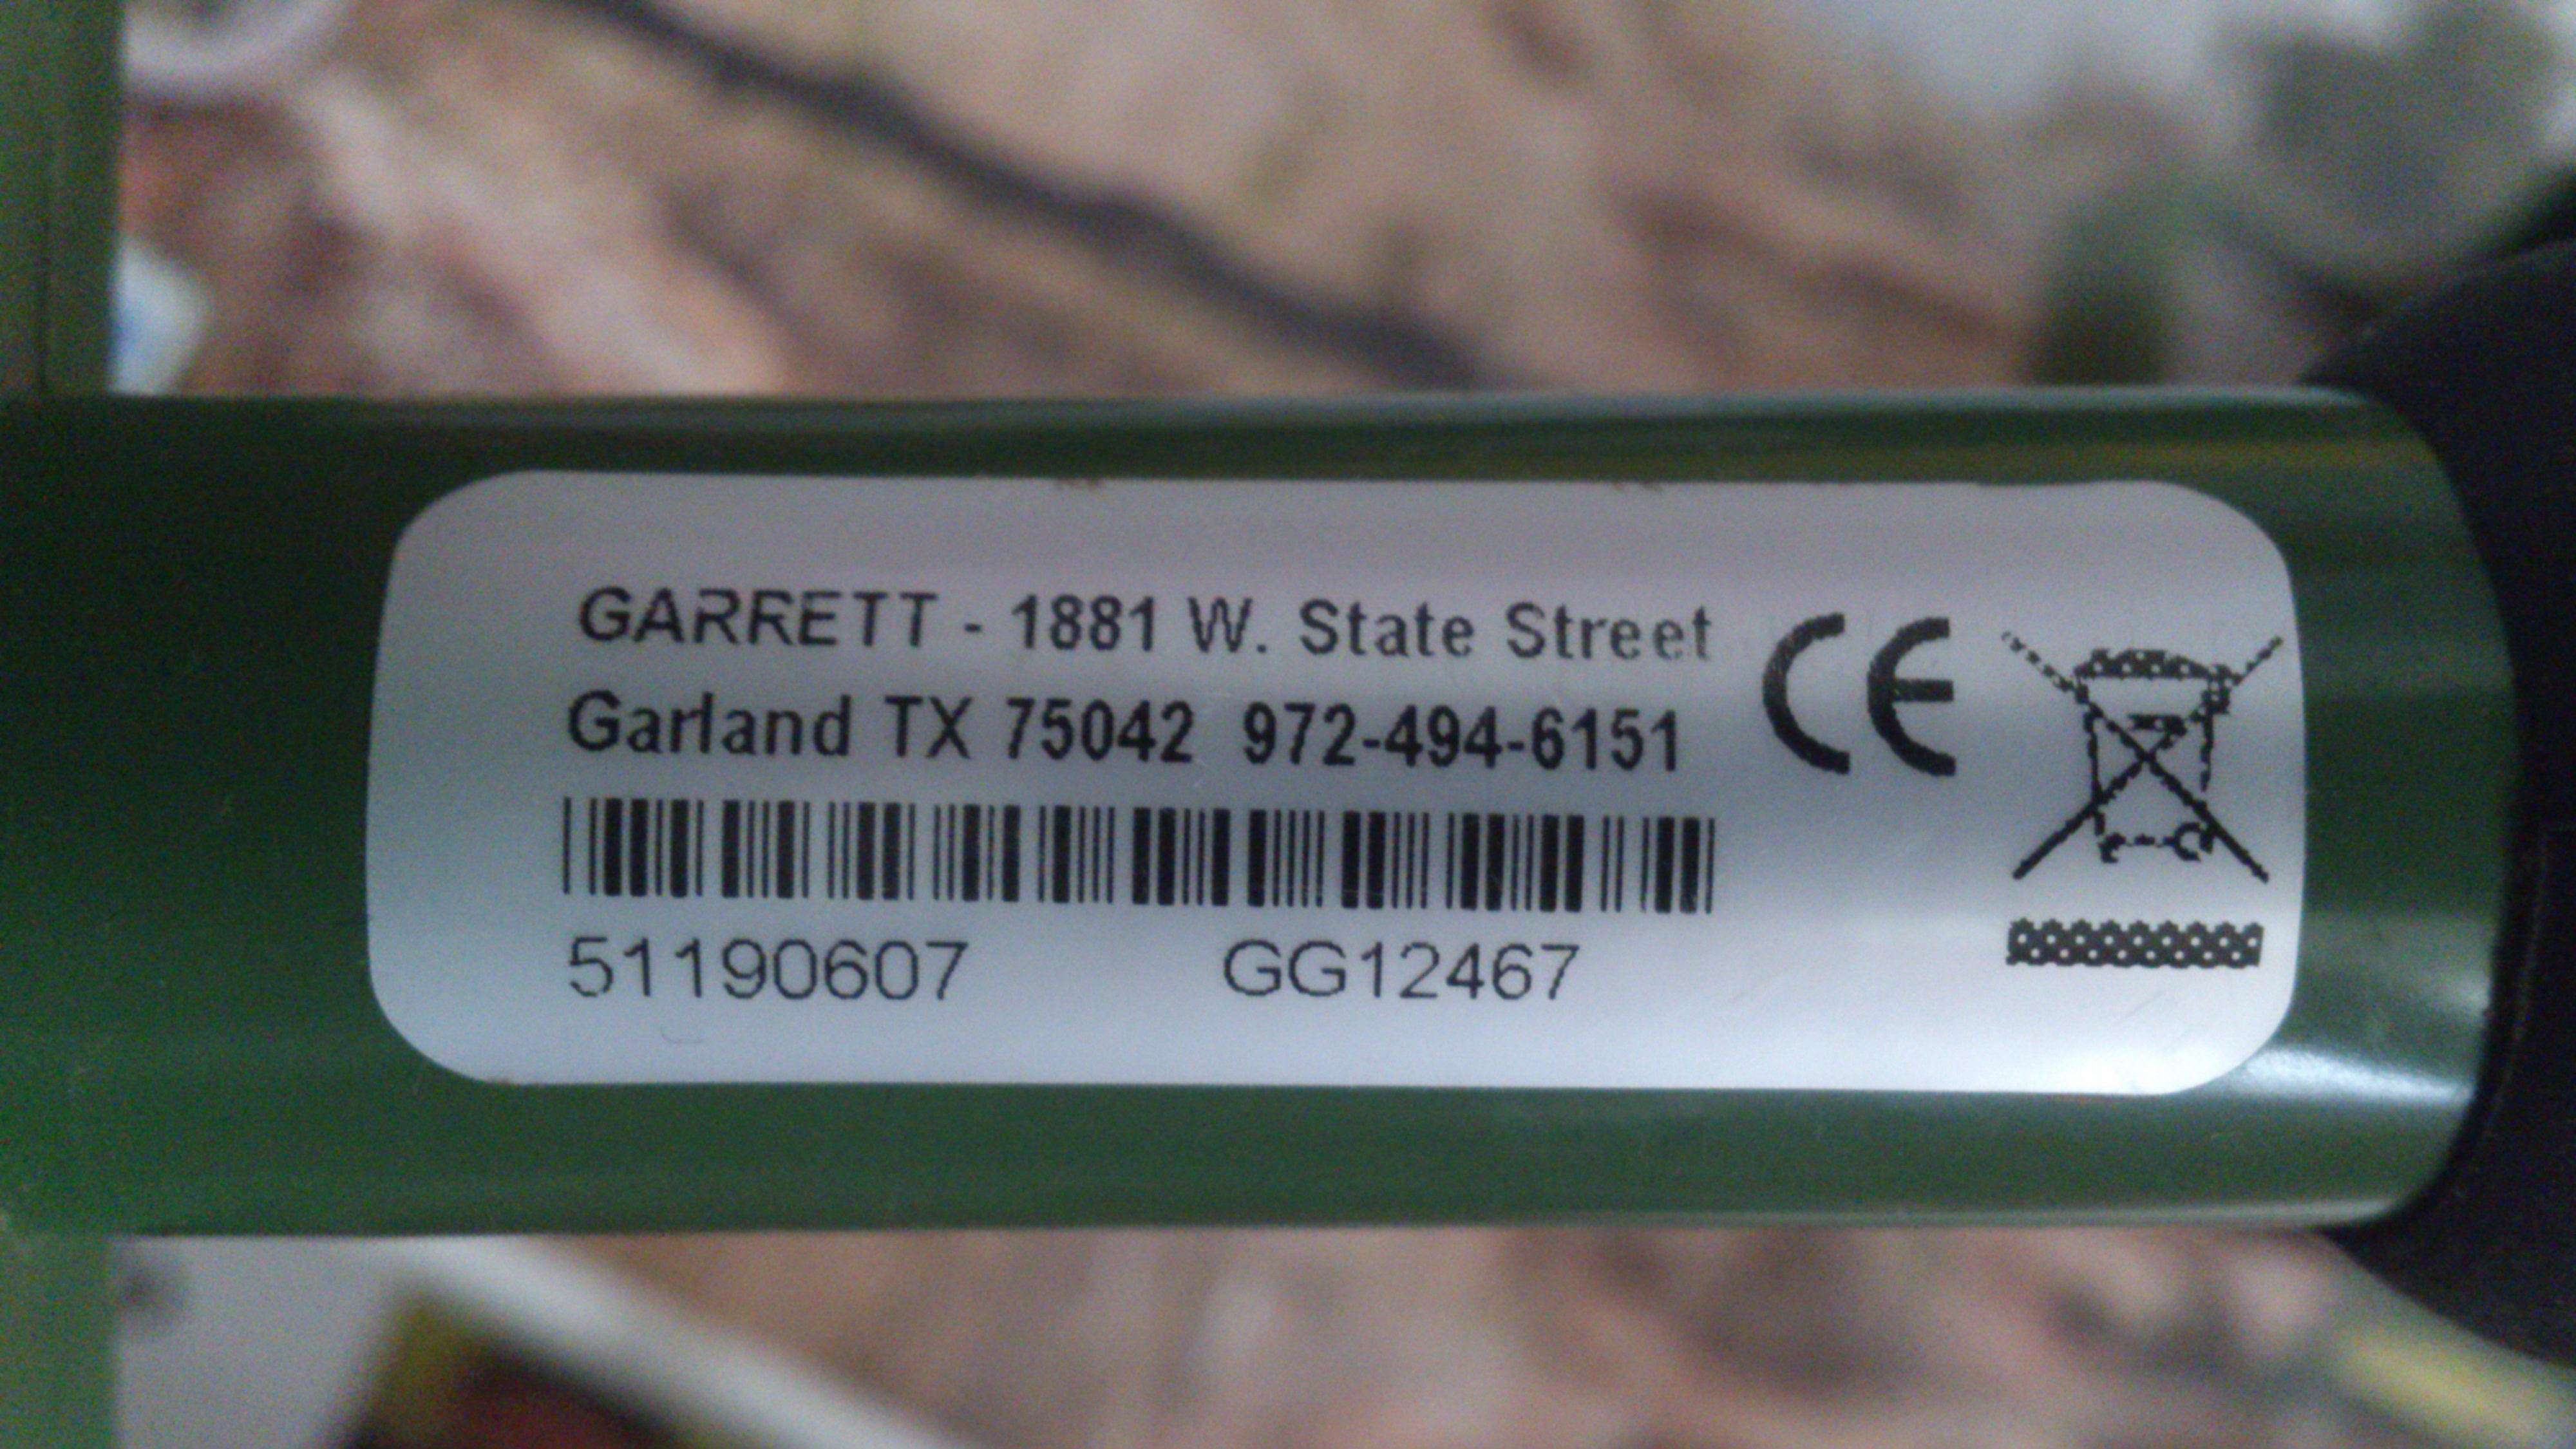 GARRETT - 1881 W. State Street
Garland TX 75042 972-494-6151
CE
51190607 GG12467